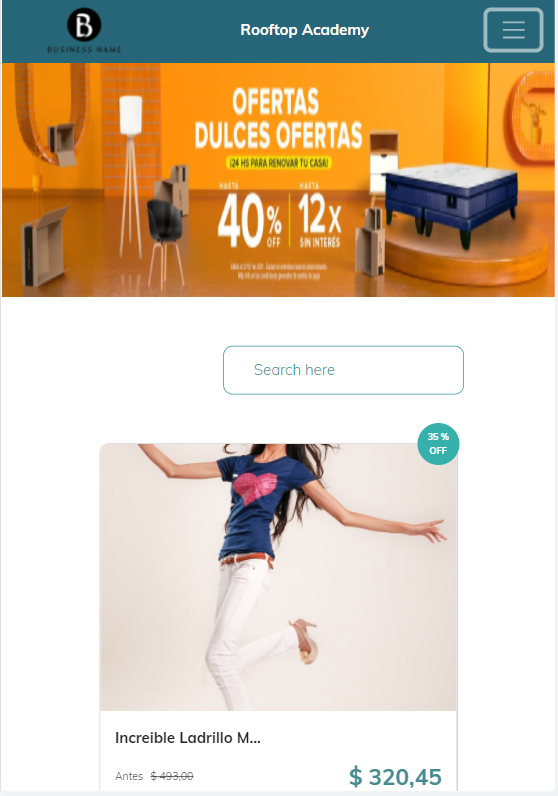 B
BUSINESS NAME
Rooftop Academy
OFERTAS
DULCES OFERTAS
¡24 HS PARA RENOVAR TU CASA!
HASTA
40% OFF
HASTA
12x
SIN INTERÉS
Search here
35 %
OFF
Increible Ladrillo M...
Antes $ 493,00
$ 320,45